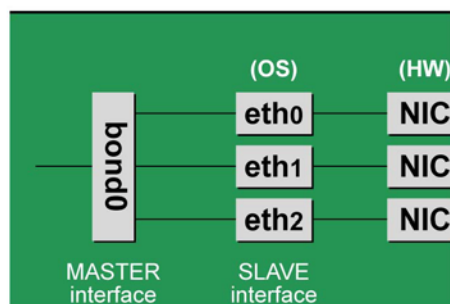 (OS) (HW)
bond0
eth0 NIC
eth1 NIC
eth2 NIC
MASTER SLAVE
interface interface